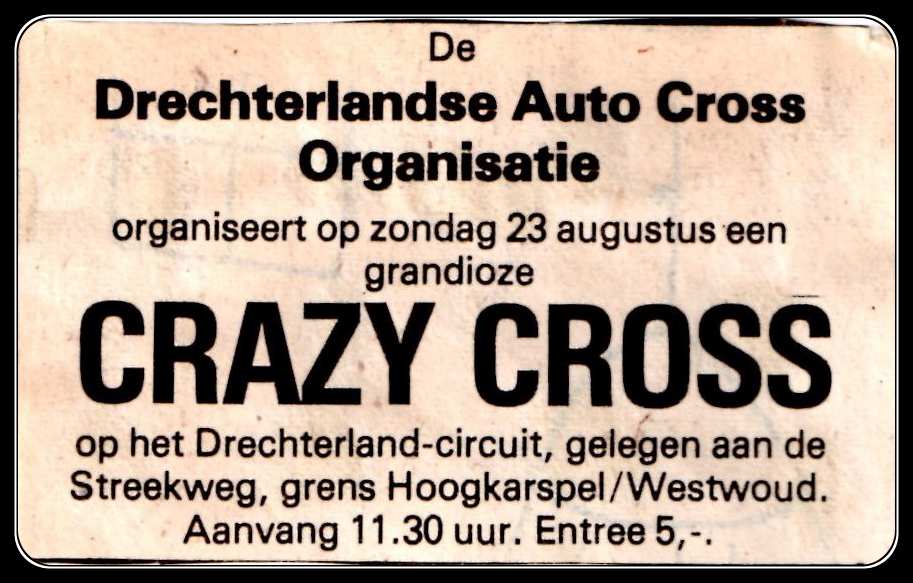 De
Drechterlandse Auto Cross
Organisatie
organiseert op zondag 23 augustus een
grandioze
CRAZY CROSS
op het Drechterland-circuit, gelegen aan de
Streekweg, grens Hoogkarspel/Westwoud.
Aanvang 11.30 uur. Entree 5,-.